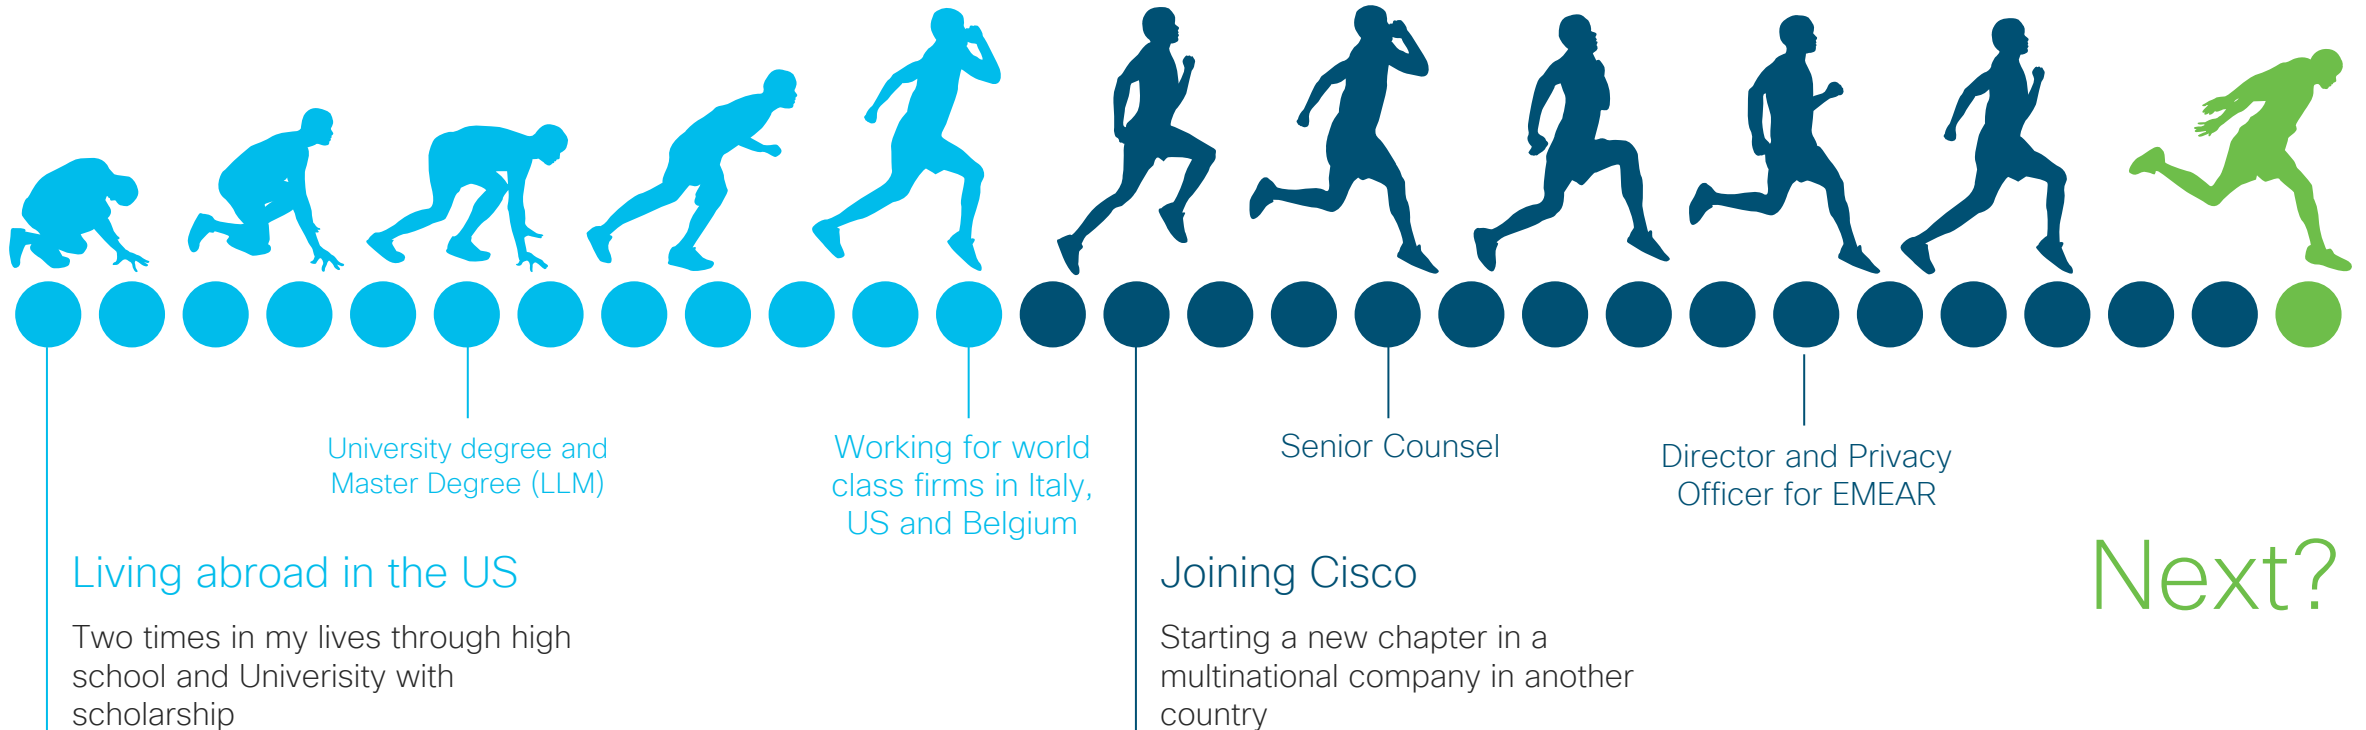 University degree and
Master Degree (LLM)
Working for world
class firms in Italy,
US and Belgium
Senior Counsel
Director and Privacy
Officer for EMEAR
Living abroad in the US
Two times in my lives through high
school and Univerisity with
scholarship
Joining Cisco
Starting a new chapter in a
multinational company in another
country
Next?